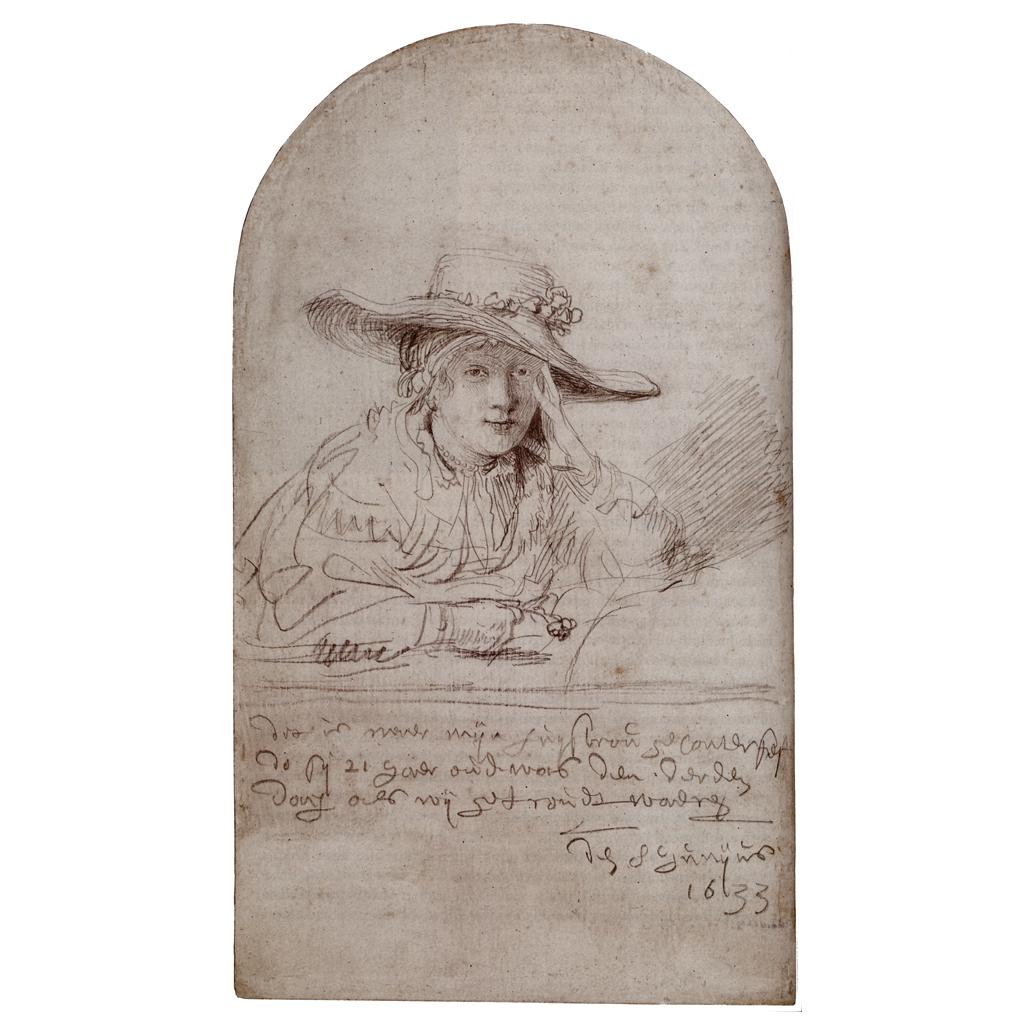 dit is naer mijn huijsvrou geconterfeijt
do sij 21 jaer oud was den derden
dach als wij getroudt waeren
den 8 junijus
1633